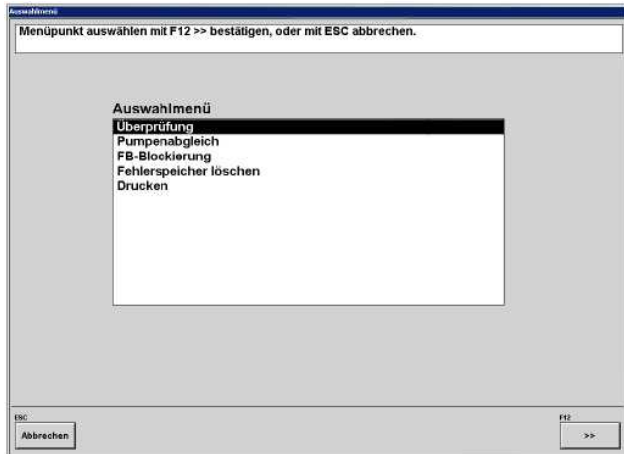 Auswahlmenü
Menüpunkt auswählen mit F12 >> bestätigen, oder mit ESC abbrechen.
Auswahlmenü
Überprüfung
Pumpenabgleich
FB-Blockierung
Fehlerspeicher löschen
Drucken
ESC
F12
Abbrechen
>>